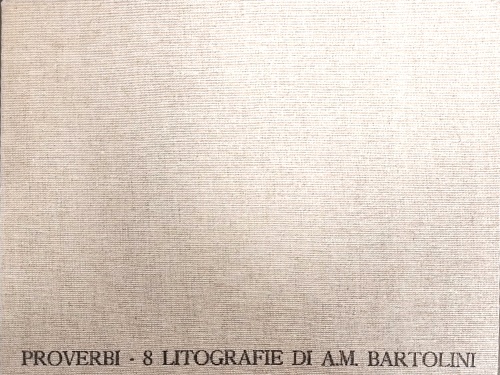 PROVERBI - 8 LITOGRAFIE DI A.M. BARTOLINI